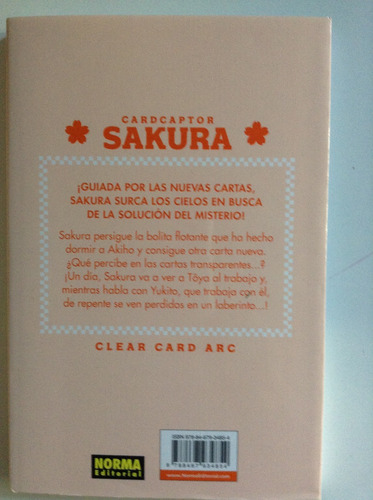 CARDCAPTOR
SAKURA
¡GUIADA POR LAS NUEVAS CARTAS,
SAKURA SURCA LOS CIELOS EN BUSCA
DE LA SOLUCIÓN DEL MISTERIO!
Sakura persigue la bolita flotante que ha hecho
dormir a Akiho y consigue otra carta nueva.
¿Qué percibe en las cartas transparentes...?
¡Un día, Sakura va a ver a Tôya al trabajo y,
mientras habla con Yukito, que trabaja con él,
de repente se ven perdidos en un laberinto...!
CLEAR CARD ARC
NORMA
Editorial
www.NormaEditorial.com